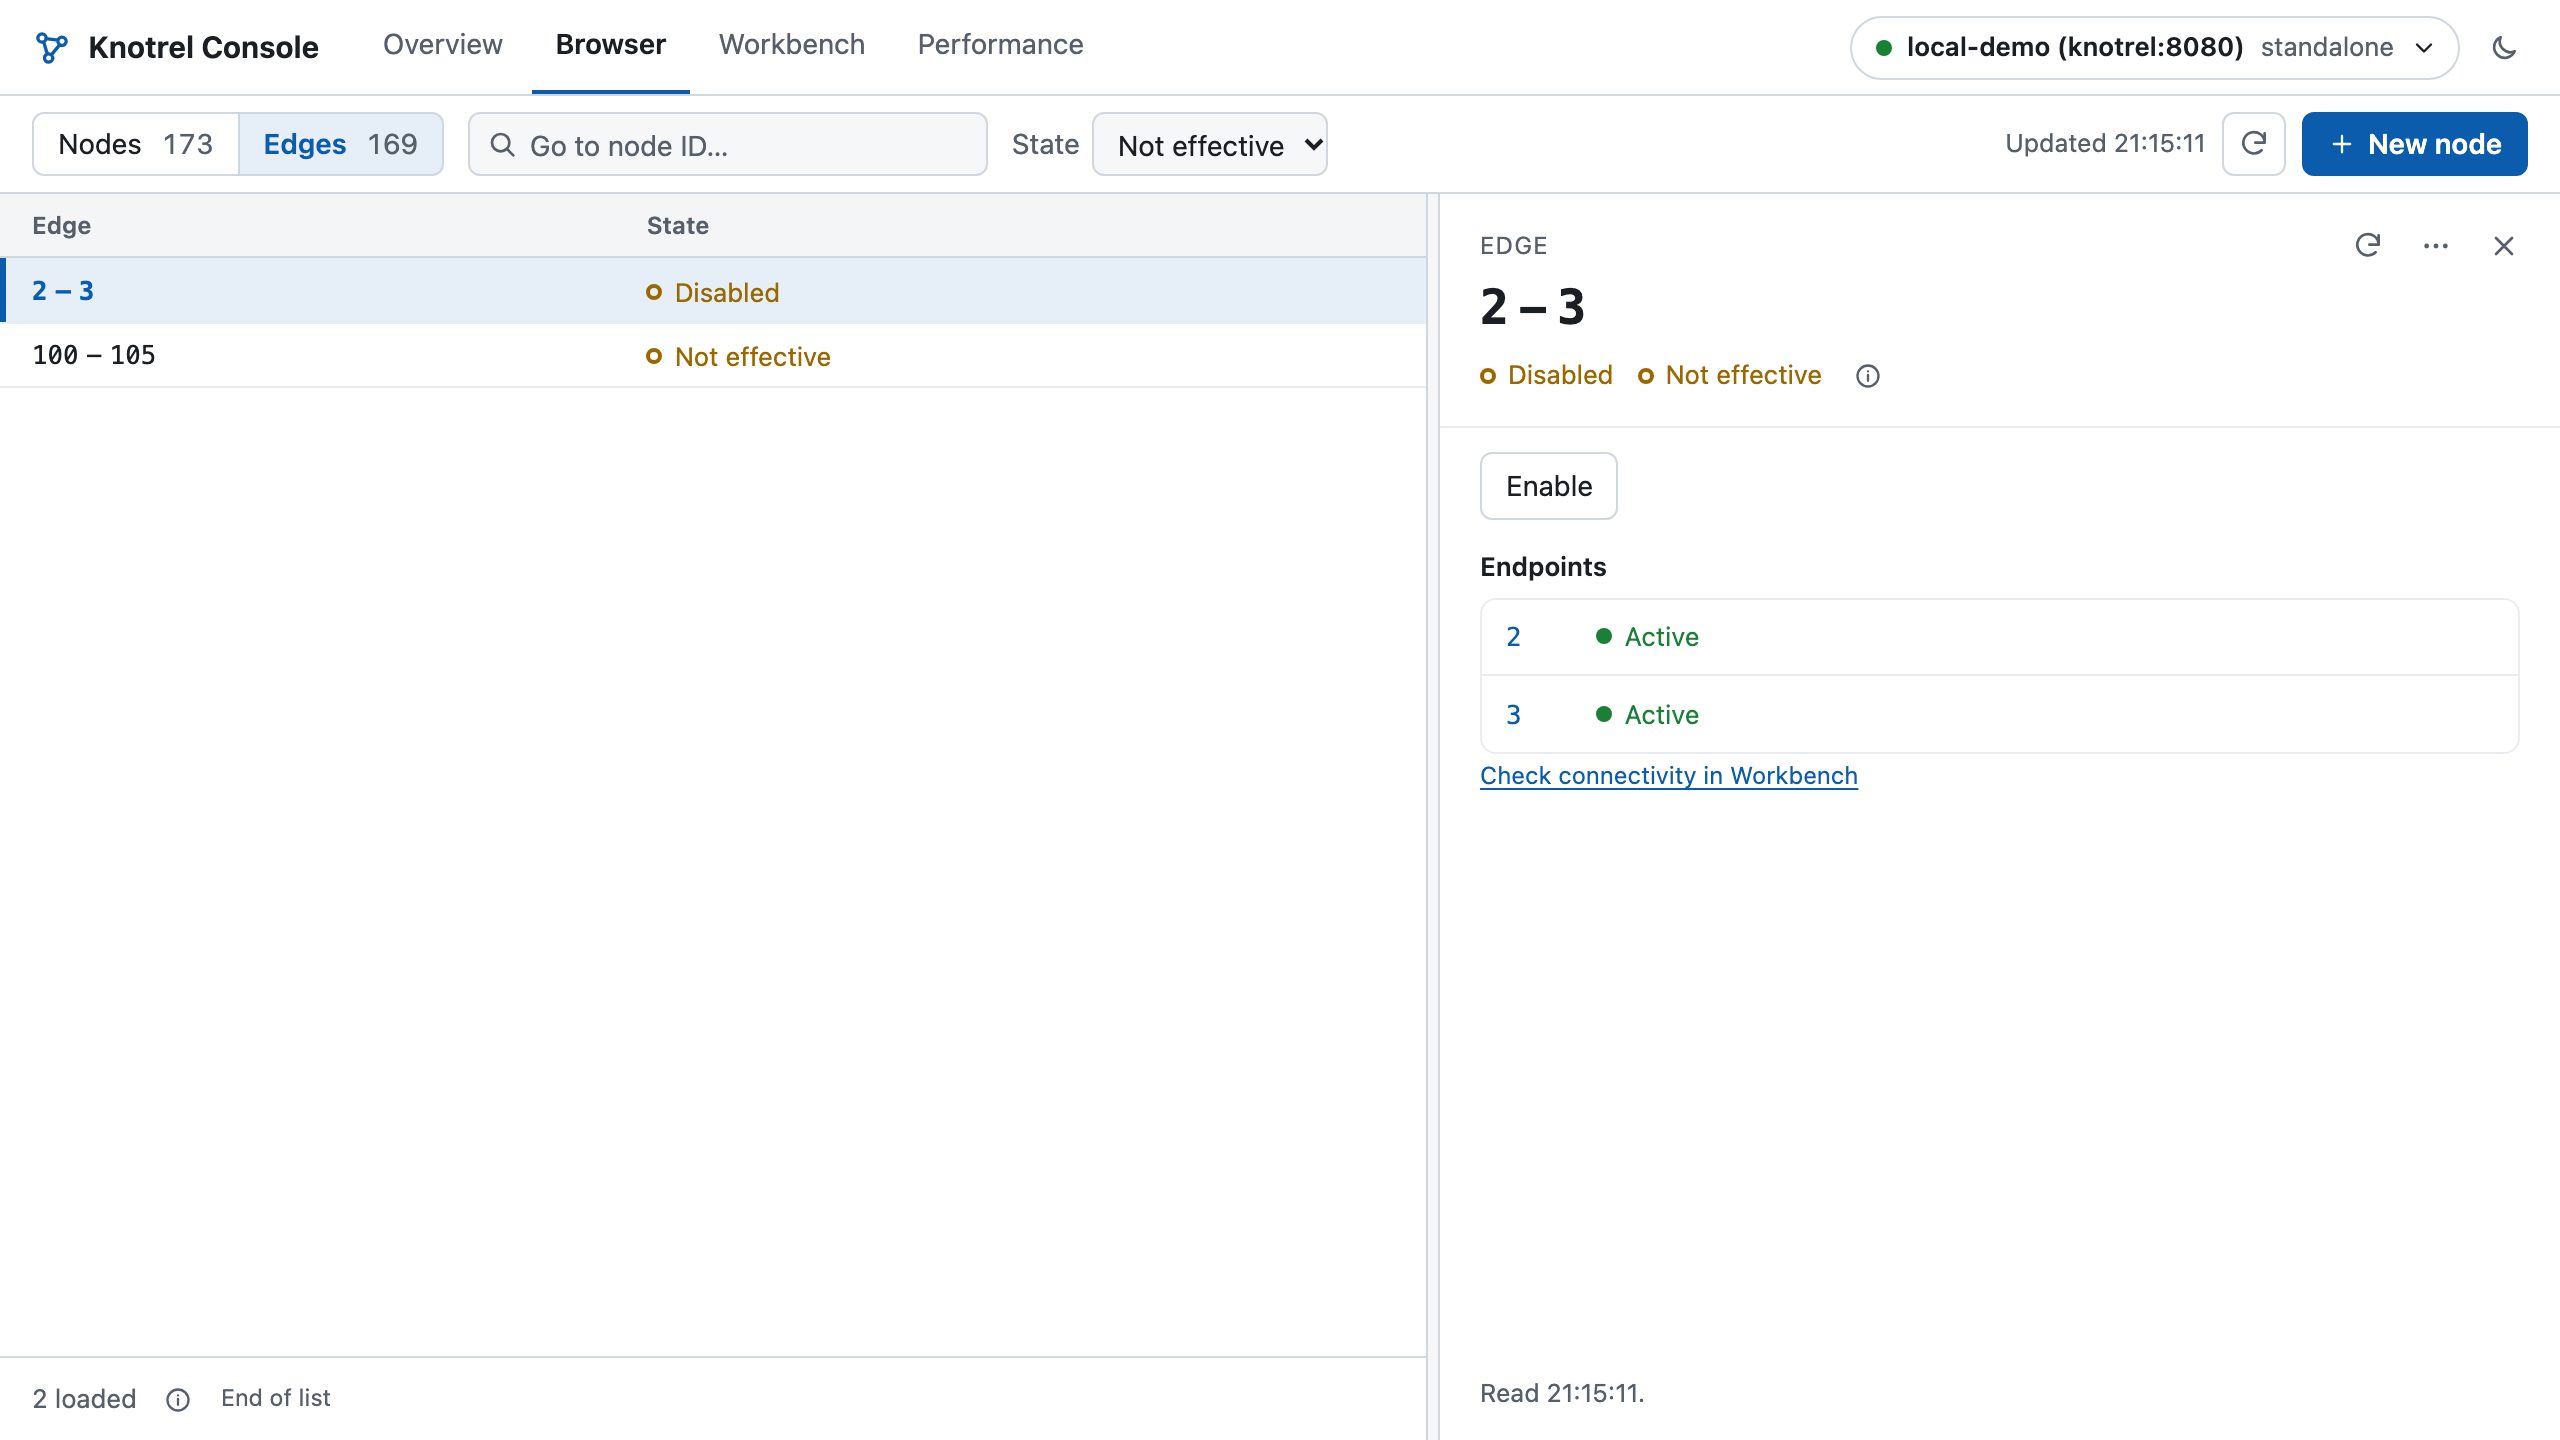 Knotrel Console Overview Browser Workbench Performance local-demo (knotrel:8080) standalone
Nodes 173 Edges 169 Go to node ID... State Not effective Updated 21:15:11 + New node
Edge State
2 – 3 Disabled
100 – 105 Not effective
2 loaded End of list
EDGE
2 – 3
Disabled Not effective
Enable
Endpoints
2 Active
3 Active
Check connectivity in Workbench
Read 21:15:11.